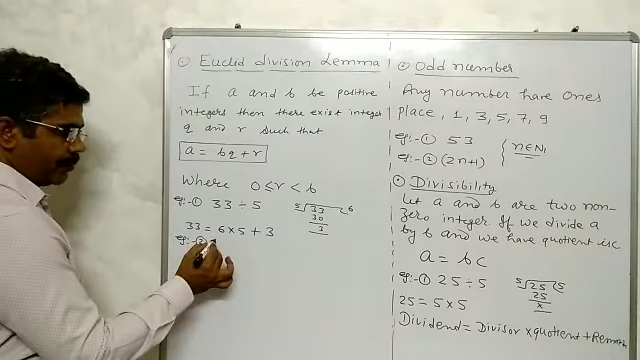 Euclid division Lemma
If a and b be positive
integers then there exist integer
q and r such that
a = bq + r
Where 0 ≤ r < b
eg:- ① 33 ÷ 5
5 33 6
30
3
33 = 6 × 5 + 3
eg:- ②
Odd number
Any number have Ones
place, 1, 3, 5, 7, 9
eg:- ① 53
eg:- ② (2n+1)
{ n∈N
Divisibility
Let a and b are two non-
Zero integer. If we divide a
by b and we have quotient is c
a = bc
eg:- ① 25 ÷ 5
5 25 5
25
x
25 = 5 × 5
Dividend = Divisor × quotient +